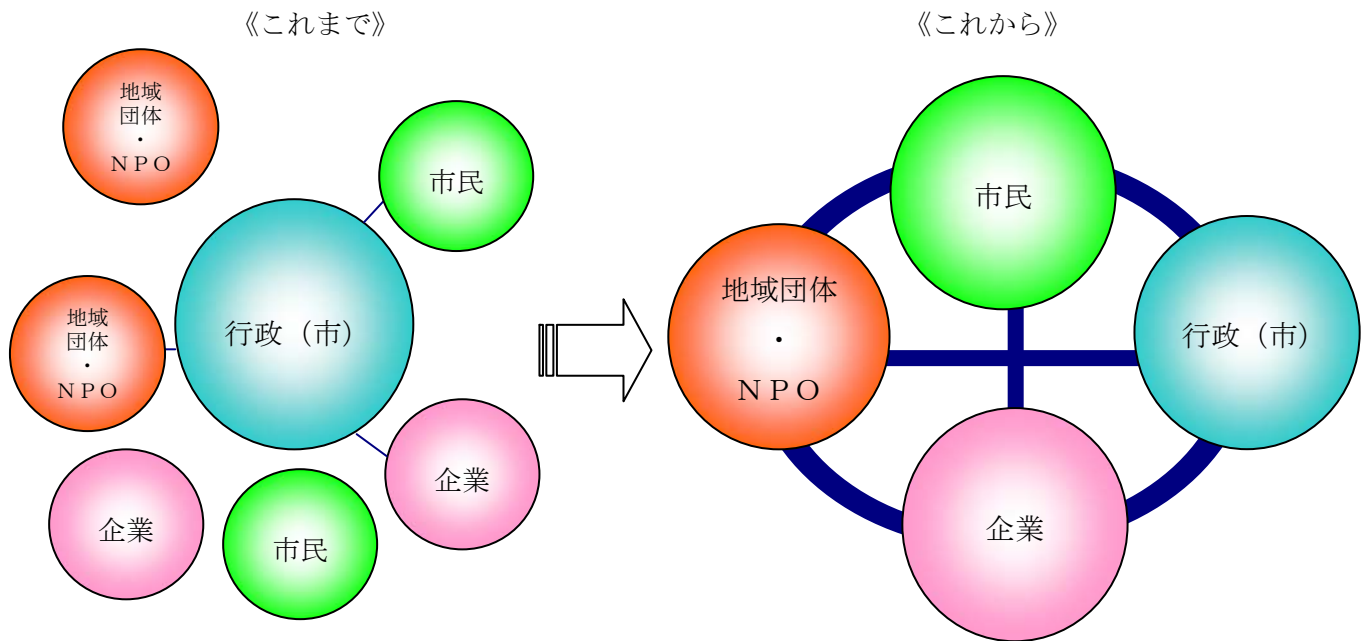 《これまで》
地域
団体
・
ＮＰＯ
市民
行政（市）
地域
団体
・
ＮＰＯ
企業
企業
市民
《これから》
市民
地域団体
・
ＮＰＯ
行政（市）
企業